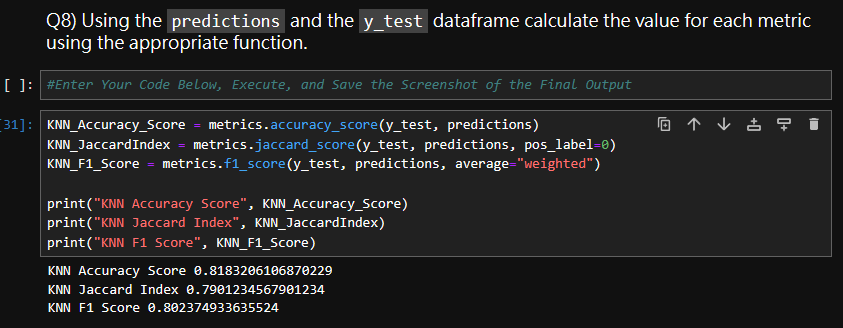 Q8) Using the predictions and the y_test dataframe calculate the value for each metric
using the appropriate function.
[ ]: #Enter Your Code Below, Execute, and Save the Screenshot of the Final Output
[31]: KNN_Accuracy_Score = metrics.accuracy_score(y_test, predictions)
KNN_JaccardIndex = metrics.jaccard_score(y_test, predictions, pos_label=0)
KNN_F1_Score = metrics.f1_score(y_test, predictions, average="weighted")
print("KNN Accuracy Score", KNN_Accuracy_Score)
print("KNN Jaccard Index", KNN_JaccardIndex)
print("KNN F1 Score", KNN_F1_Score)
KNN Accuracy Score 0.8183206106870229
KNN Jaccard Index 0.7901234567901234
KNN F1 Score 0.802374933635524